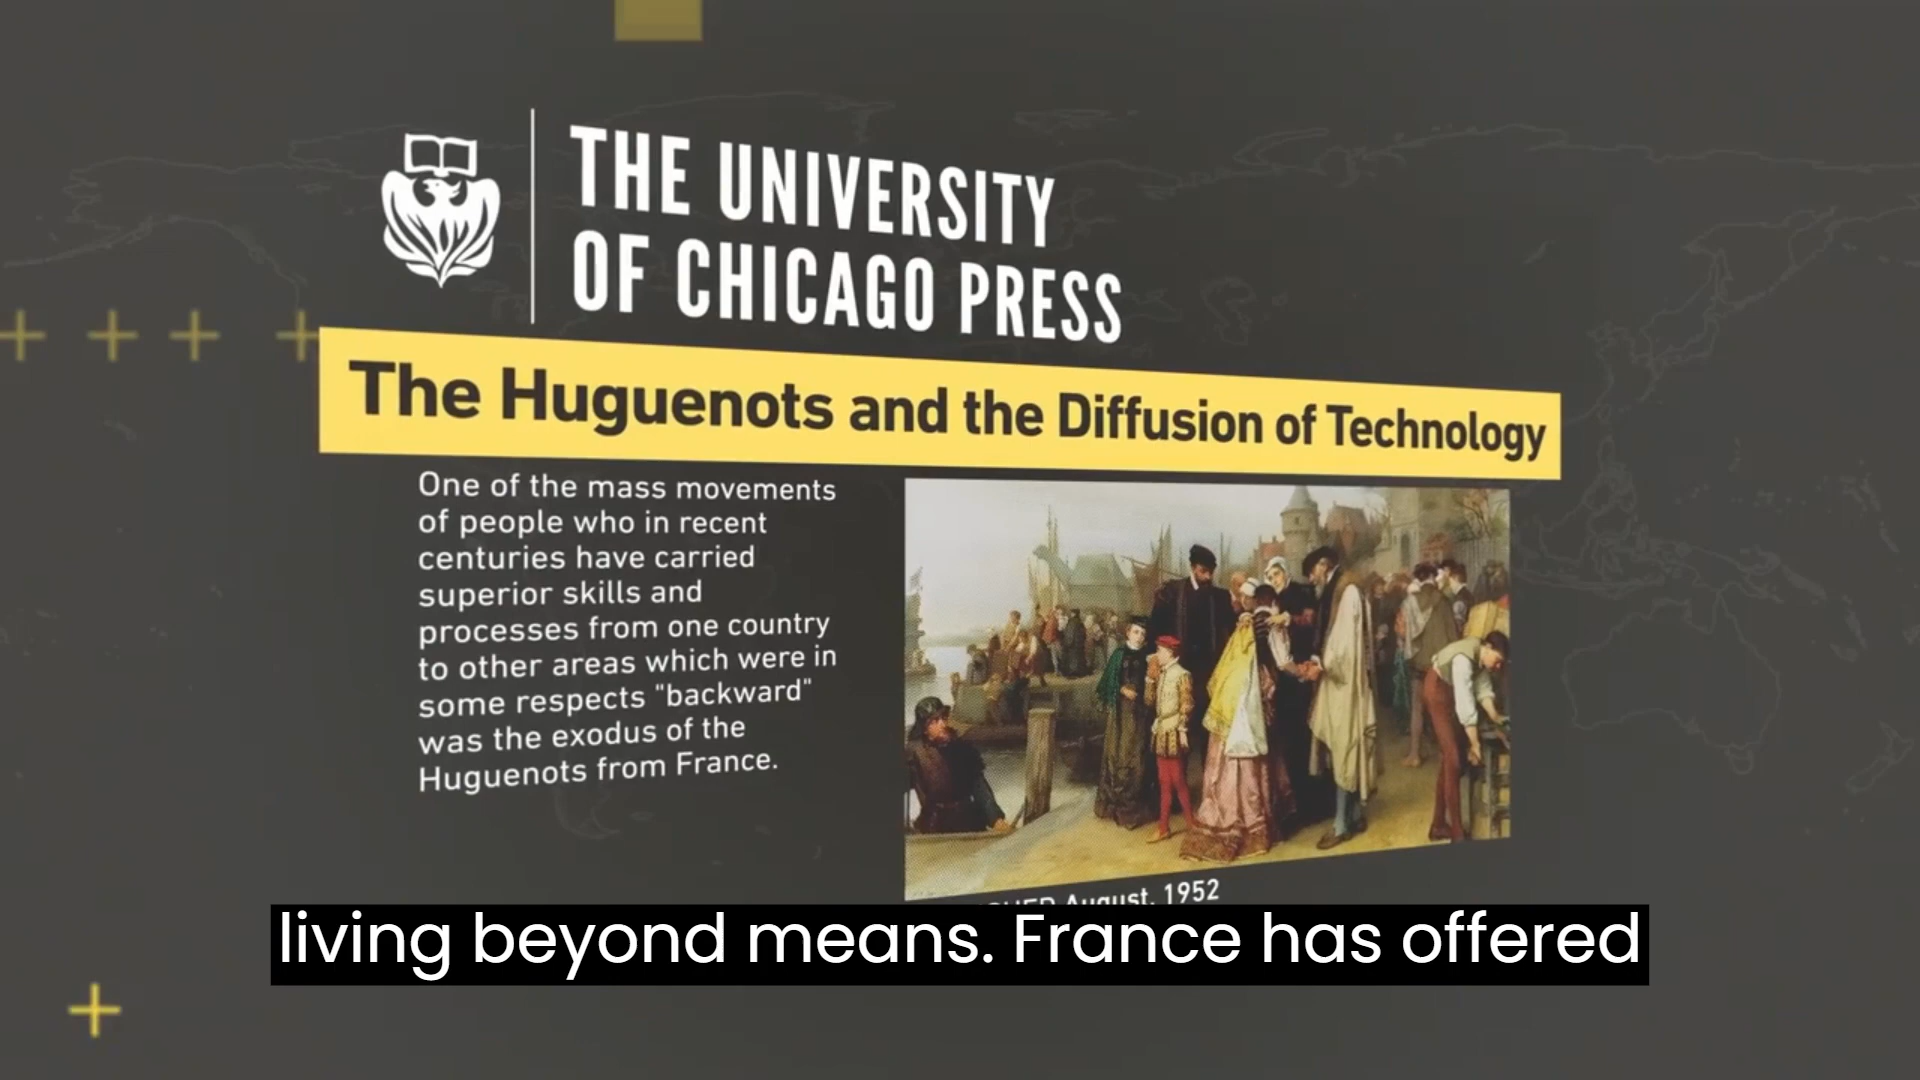 THE UNIVERSITY
OF CHICAGO PRESS
The Huguenots and the Diffusion of Technology
One of the mass movements
of people who in recent
centuries have carried
superior skills and
processes from one country
to other areas which were in
some respects "backward"
was the exodus of the
Huguenots from France.
August, 1952
living beyond means. France has offered